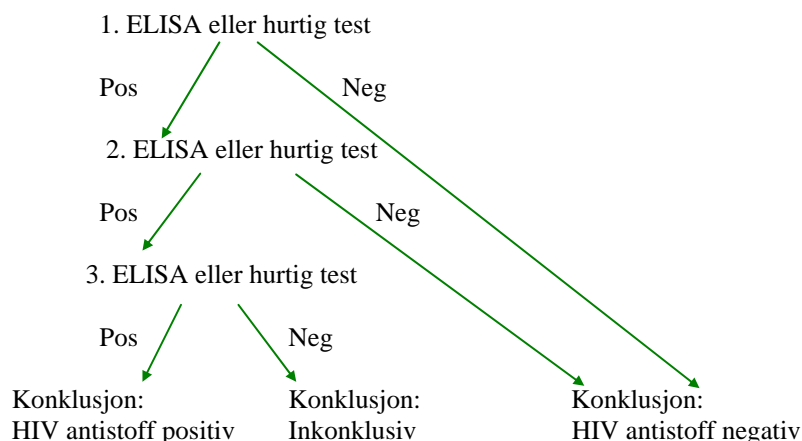 1. ELISA eller hurtig test
Pos Neg
2. ELISA eller hurtig test
Pos Neg
3. ELISA eller hurtig test
Pos Neg
Konklusjon: Konklusjon: Konklusjon:
HIV antistoff positiv Inkonklusiv HIV antistoff negativ